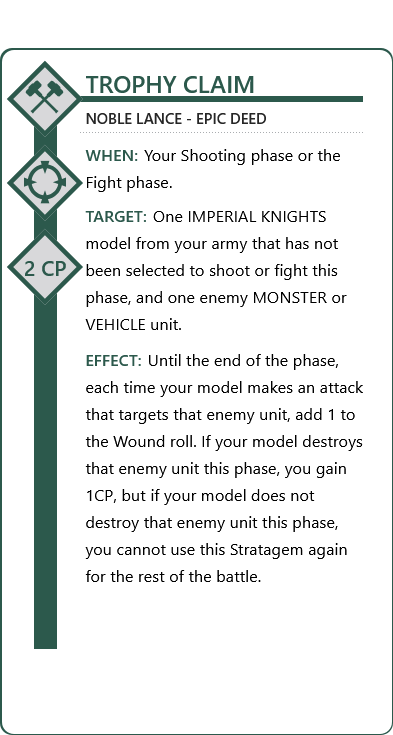 TROPHY CLAIM
NOBLE LANCE - EPIC DEED
WHEN: Your Shooting phase or the
Fight phase.
2 CP
TARGET: One IMPERIAL KNIGHTS
model from your army that has not
been selected to shoot or fight this
phase, and one enemy MONSTER or
VEHICLE unit.
EFFECT: Until the end of the phase,
each time your model makes an attack
that targets that enemy unit, add 1 to
the Wound roll. If your model destroys
that enemy unit this phase, you gain
1CP, but if your model does not
destroy that enemy unit this phase,
you cannot use this Stratagem again
for the rest of the battle.